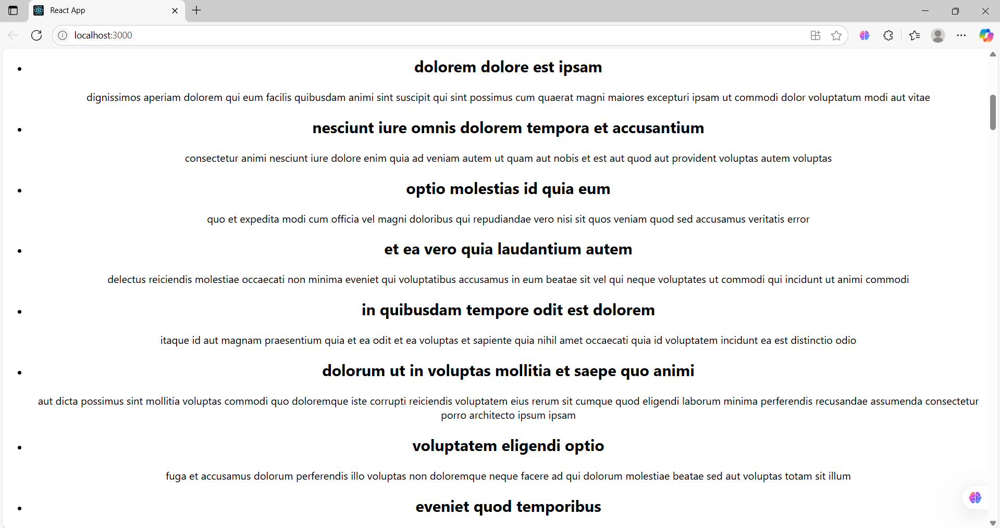 React App
localhost:3000
dolorem dolore est ipsam
dignissimos aperiam dolorem qui eum facilis quibusdam animi sint suscipit qui sint possimus cum quaerat magni maiores excepturi ipsam ut commodi dolor voluptatum modi aut vitae
nesciunt iure omnis dolorem tempora et accusantium
consectetur animi nesciunt iure dolore enim quia ad veniam autem ut quam aut nobis et est aut quod aut provident voluptas autem voluptas
optio molestias id quia eum
quo et expedita modi cum officia vel magni doloribus qui repudiandae vero nisi sit quos veniam quod sed accusamus veritatis error
et ea vero quia laudantium autem
delectus reiciendis molestiae occaecati non minima eveniet qui voluptatibus accusamus in eum beatae sit vel qui neque voluptates ut commodi qui incidunt ut animi commodi
in quibusdam tempore odit est dolorem
itaque id aut magnam praesentium quia et ea odit et ea voluptas et sapiente quia nihil amet occaecati quia id voluptatem incidunt ea est distinctio odio
dolorum ut in voluptas mollitia et saepe quo animi
aut dicta possimus sint mollitia voluptas commodi quo doloremque iste corrupti reiciendis voluptatem eius rerum sit cumque quod eligendi laborum minima perferendis recusandae assumenda consectetur
porro architecto ipsum ipsam
voluptatem eligendi optio
fuga et accusamus dolorum perferendis illo voluptas non doloremque neque facere ad qui dolorum molestiae beatae sed aut voluptas totam sit illum
eveniet quod temporibus